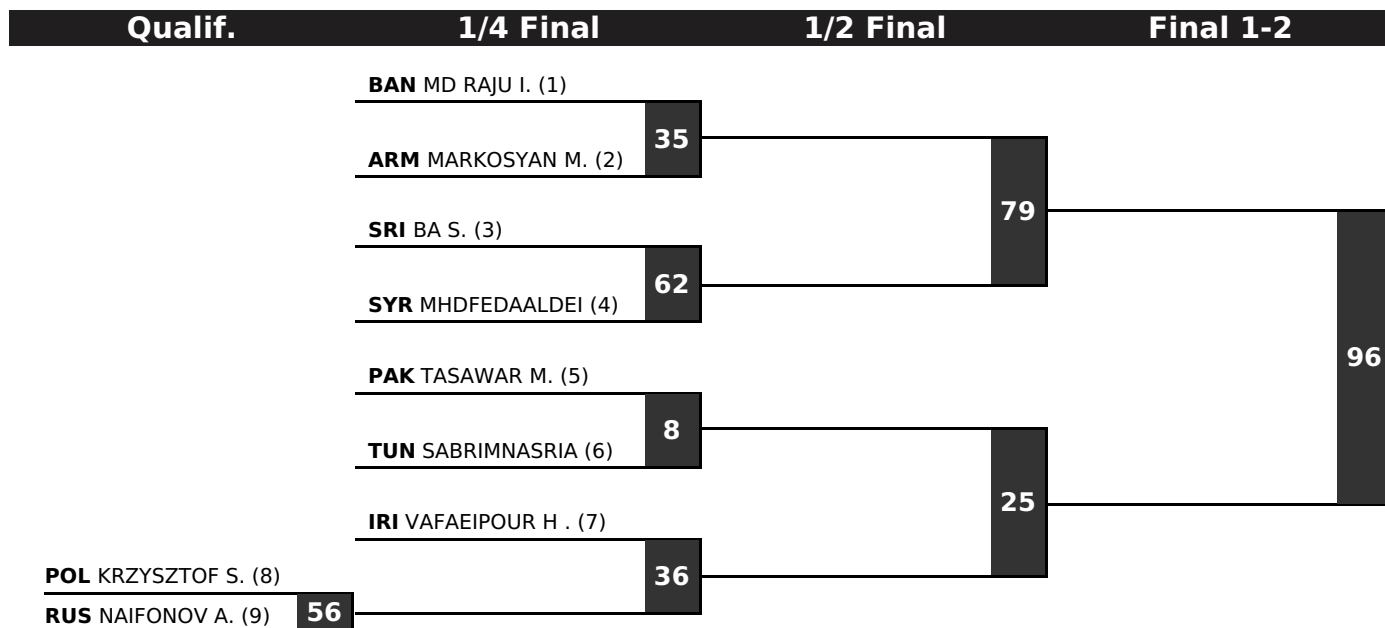 Qualif. 1/4 Final 1/2 Final Final 1-2
BAN MD RAJU I. (1)
35
ARM MARKOSYAN M. (2)
79
SRI BA S. (3)
62
SYR MHDFEDAALDEI (4)
96
PAK TASAWAR M. (5)
8
TUN SABRIMNASRIA (6)
25
IRI VAFAEIPOUR H . (7)
36
POL KRZYSZTOF S. (8)
RUS NAIFONOV A. (9) 56